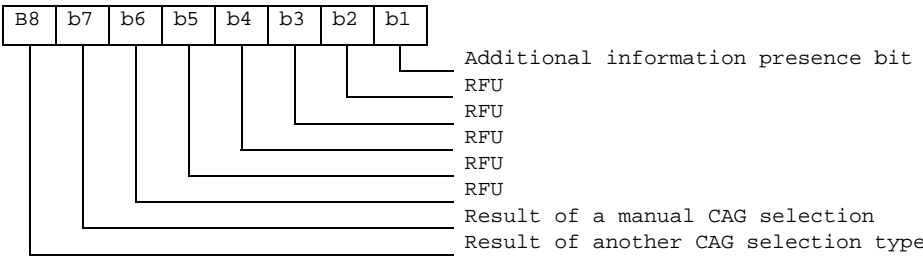 B8 b7 b6 b5 b4 b3 b2 b1
Additional information presence bit
RFU
RFU
RFU
RFU
RFU
Result of a manual CAG selection
Result of another CAG selection type